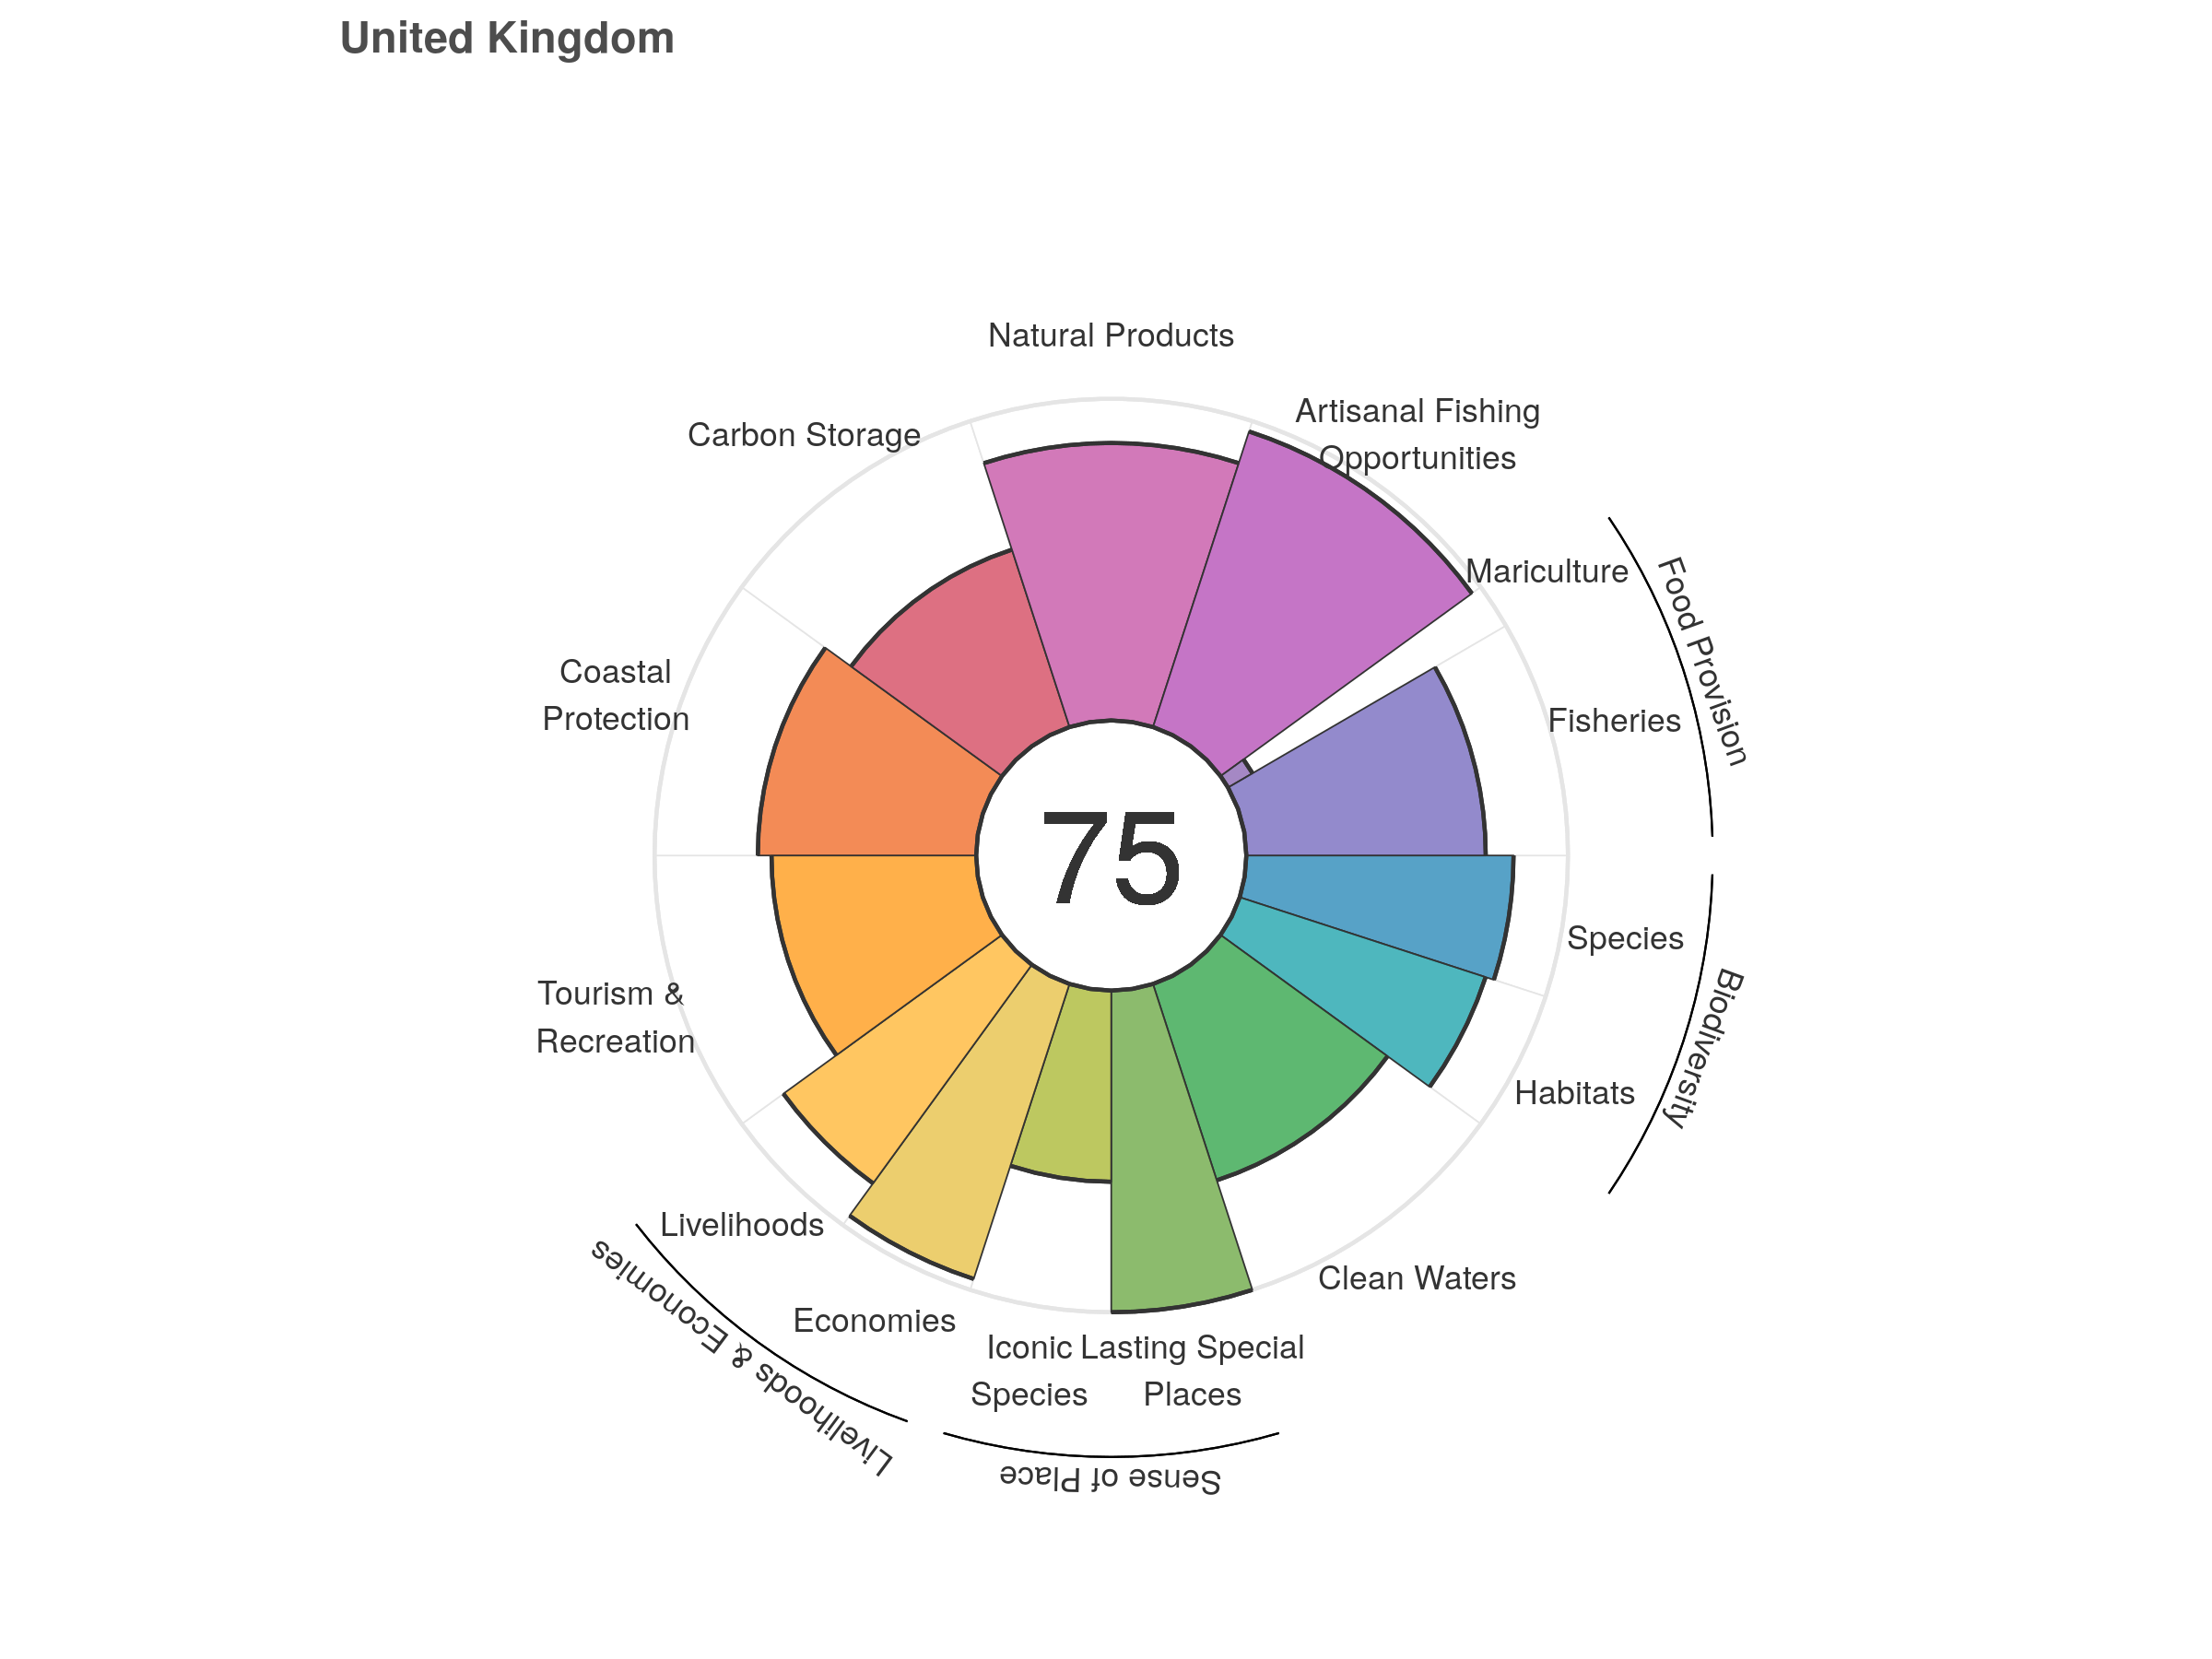 United Kingdom
Natural Products
Artisanal Fishing
Opportunities
Carbon Storage
Mariculture
Food Provision
Coastal
Protection
Fisheries
75
Species
Biodiversity
Tourism &
Recreation
Habitats
Livelihoods
Clean Waters
Economies
Livelihoods & Economies
Iconic
Species
Lasting Special
Places
Sense of Place